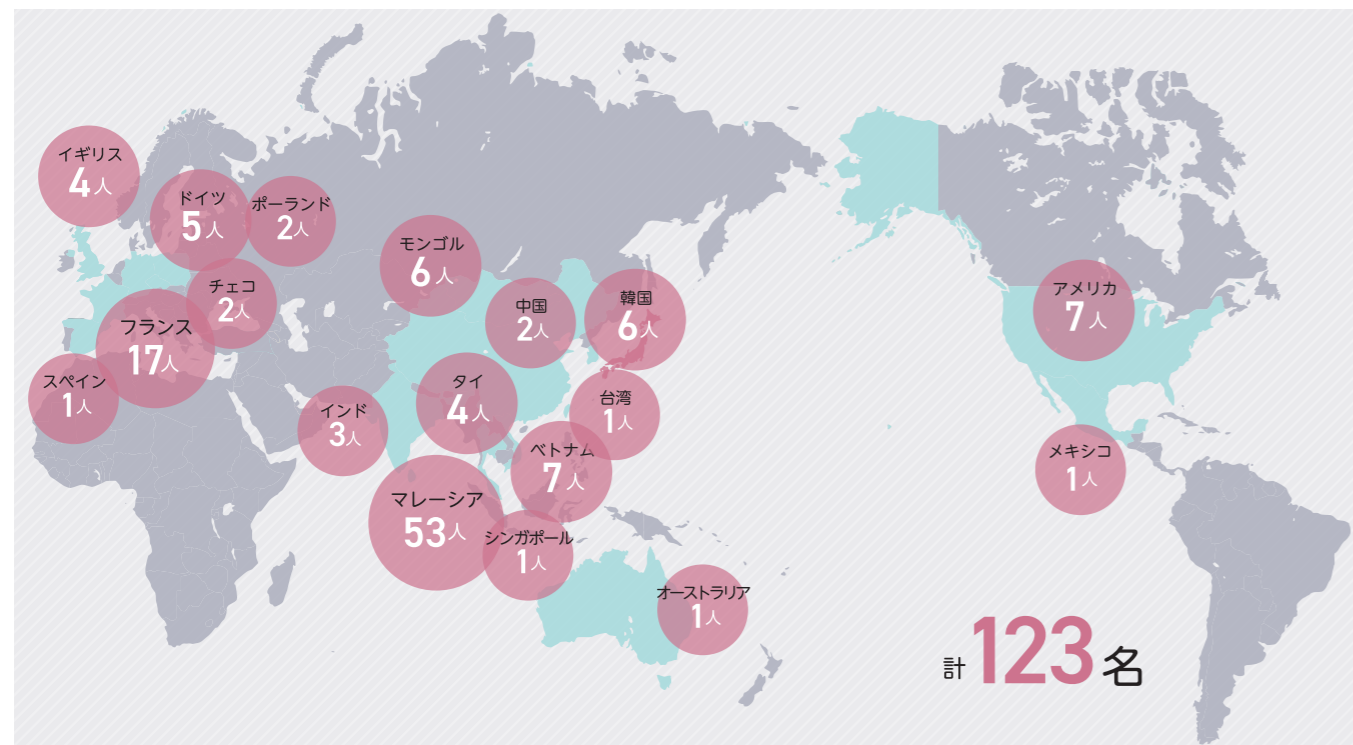 イギリス
4人
ドイツ
5人
ポーランド
2人
チェコ
2人
フランス
17人
スペイン
1人
モンゴル
6人
中国
2人
韓国
6人
インド
3人
タイ
4人
台湾
1人
ベトナム
7人
マレーシア
53人
シンガポール
1人
オーストラリア
1人
アメリカ
7人
メキシコ
1人
計123名